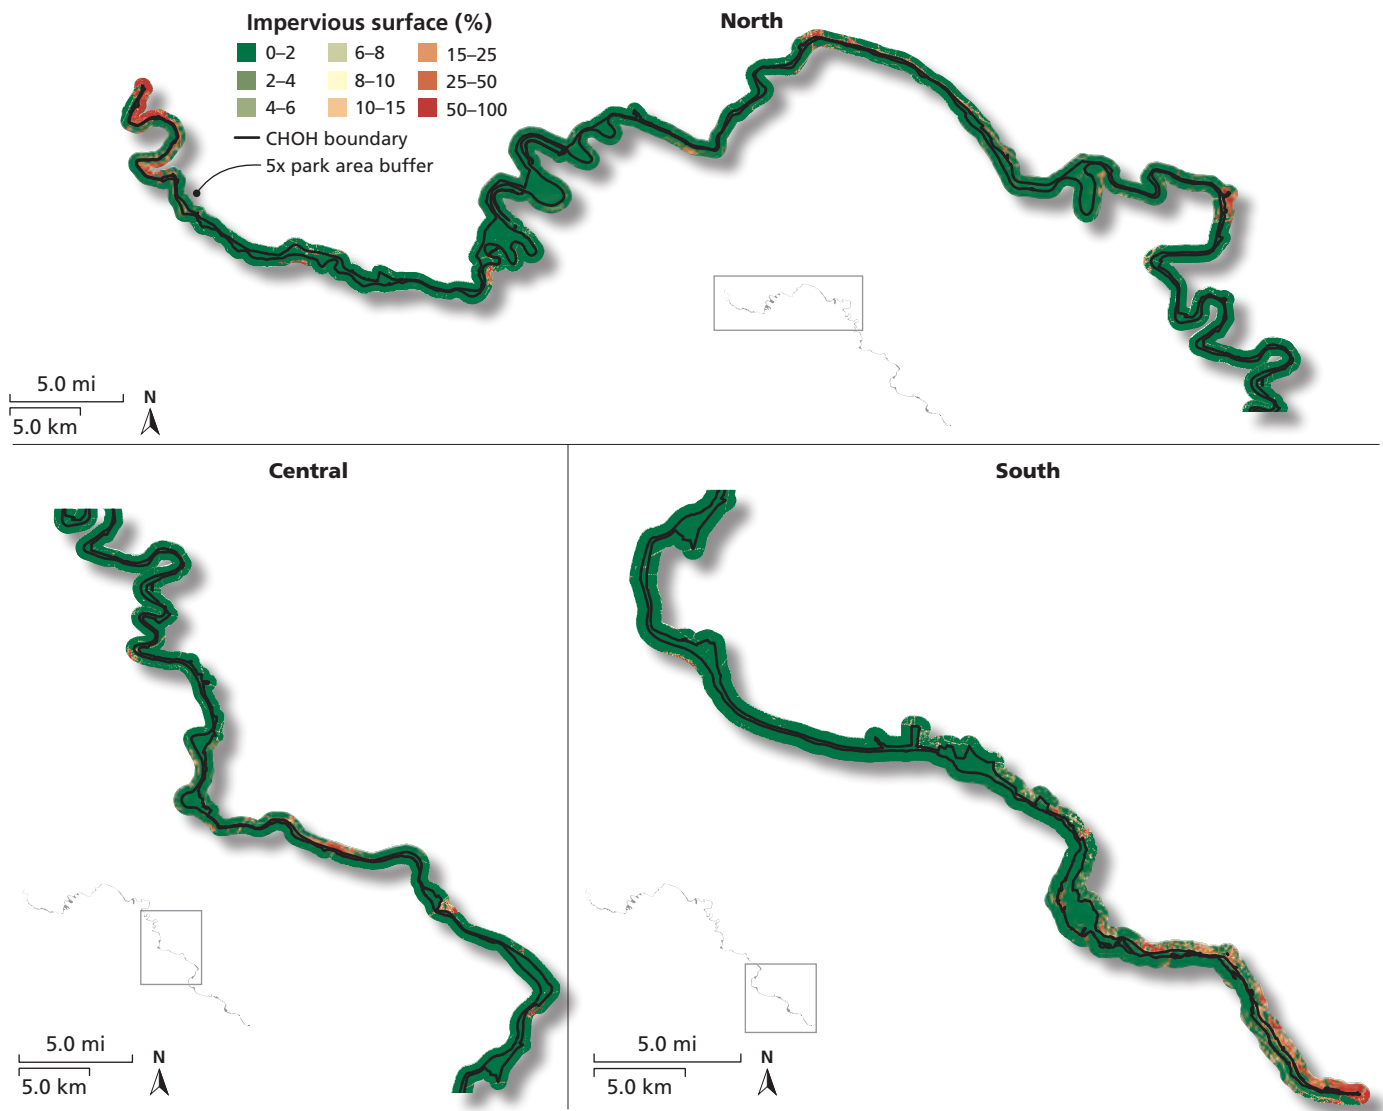 Impervious surface (%)
0–2
2–4
4–6
6–8
8–10
10–15
15–25
25–50
50–100
CHOH boundary
5x park area buffer
North
5.0 mi
5.0 km
N
Central
5.0 mi
5.0 km
N
South
5.0 mi
5.0 km
N